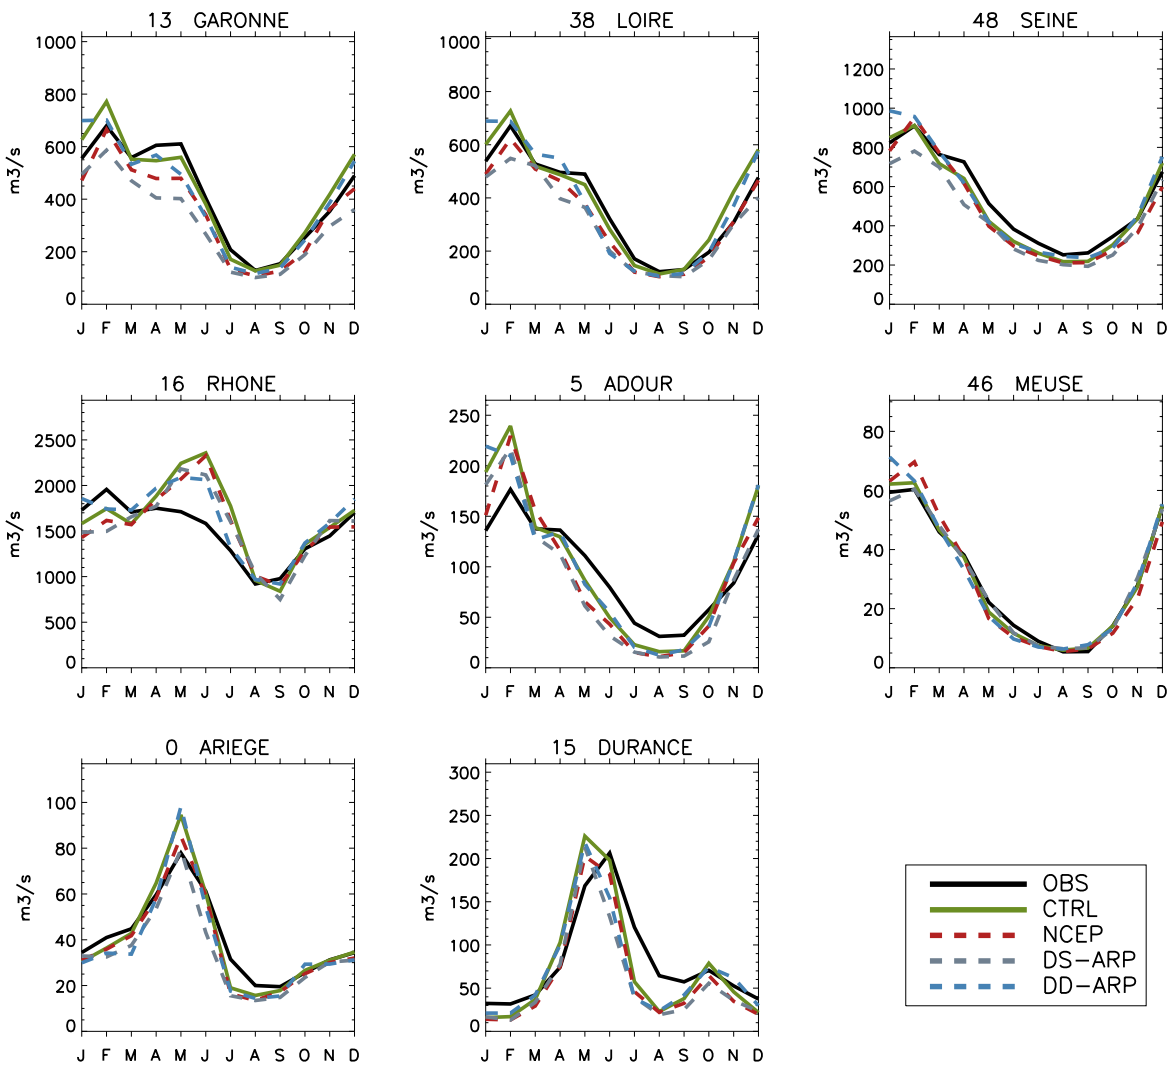 13 GARONNE
1000
800
600
400
200
0
m3/s
J F M A M J J A S O N D
38 LOIRE
1000
800
600
400
200
0
m3/s
J F M A M J J A S O N D
48 SEINE
1200
1000
800
600
400
200
0
m3/s
J F M A M J J A S O N D
16 RHONE
2500
2000
1500
1000
500
0
m3/s
J F M A M J J A S O N D
5 ADOUR
250
200
150
100
50
0
m3/s
J F M A M J J A S O N D
46 MEUSE
80
60
40
20
0
m3/s
J F M A M J J A S O N D
0 ARIEGE
100
80
60
40
20
0
m3/s
J F M A M J J A S O N D
15 DURANCE
300
250
200
150
100
50
0
m3/s
J F M A M J J A S O N D
OBS
CTRL
NCEP
DS-ARP
DD-ARP